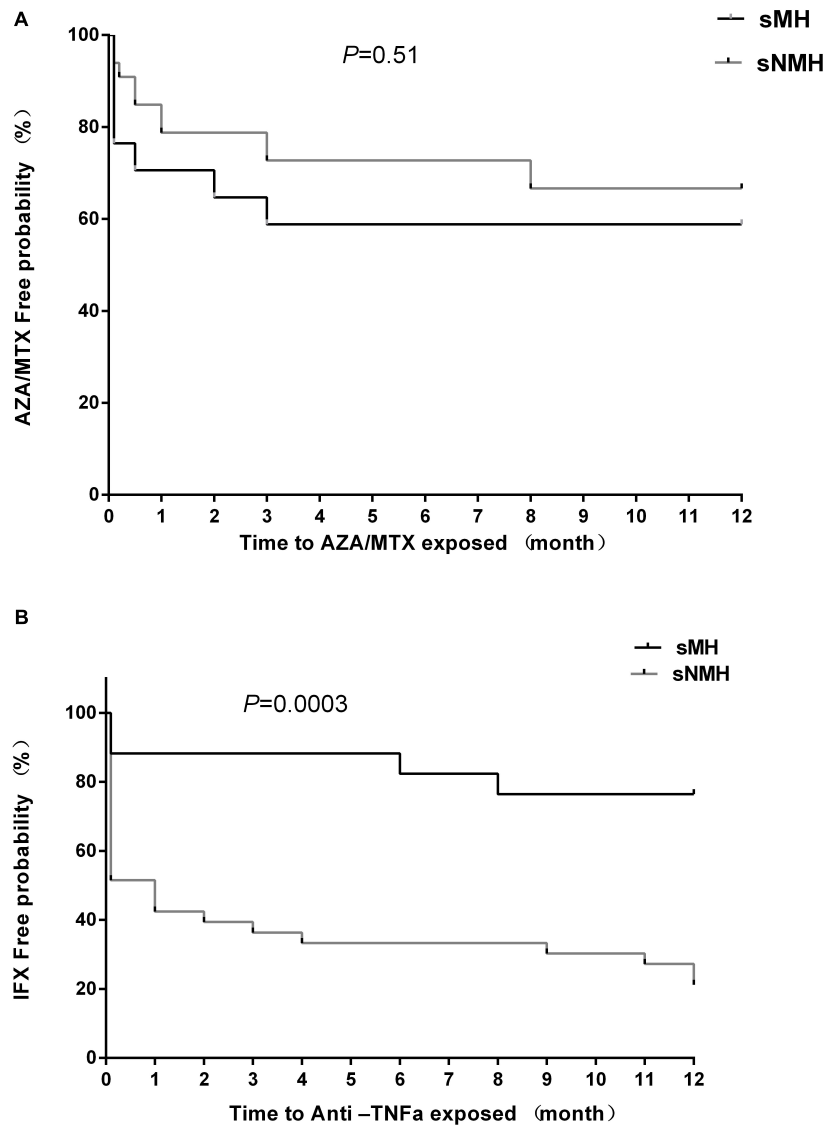 A
sMH
sNMH
P=0.51
100
80
60
40
20
0
AZA/MTX Free probability （%）
0 1 2 3 4 5 6 7 8 9 10 11 12
Time to AZA/MTX exposed （month）
B
sMH
sNMH
P=0.0003
100
80
60
40
20
0
IFX Free probability （%）
0 1 2 3 4 5 6 7 8 9 10 11 12
Time to Anti –TNFa exposed （month）